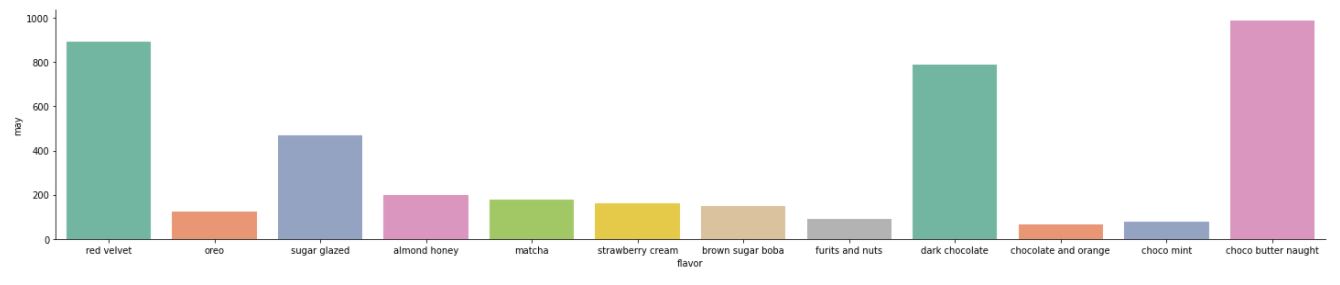 1000
800
600
400
200
0
may
red velvet oreo sugar glazed almond honey matcha strawberry cream brown sugar boba furits and nuts dark chocolate chocolate and orange choco mint choco butter naught
flavor